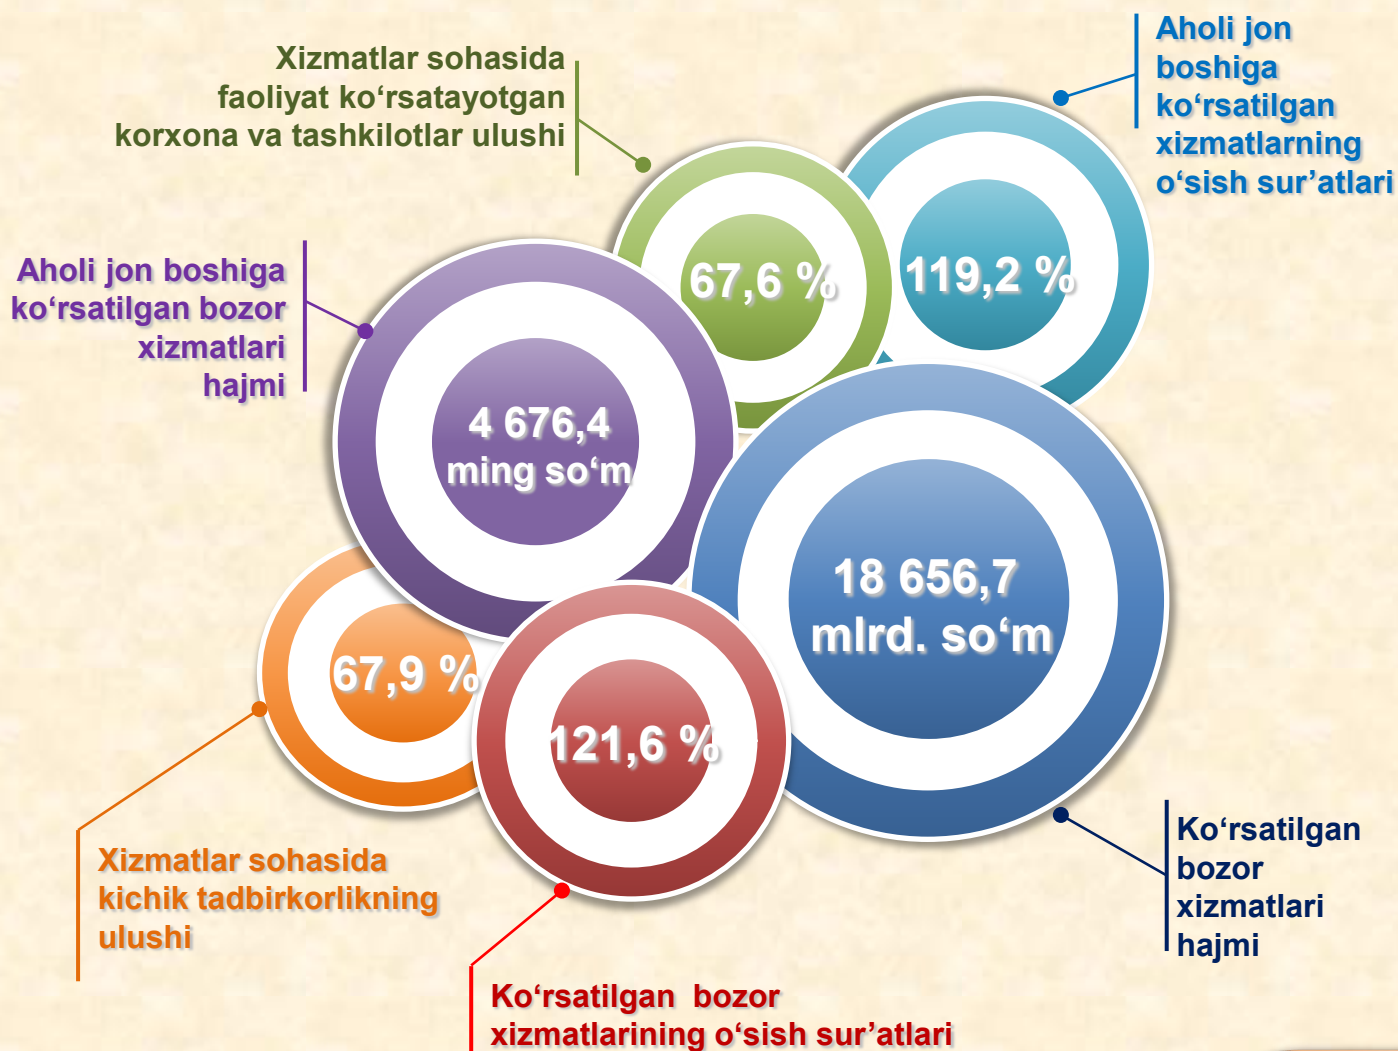 Xizmatlar sohasida
faoliyat ko‘rsatayotgan
korxona va tashkilotlar ulushi
Aholi jon
boshiga
ko‘rsatilgan
xizmatlarning
o‘sish sur’atlari
Aholi jon boshiga
ko‘rsatilgan bozor
xizmatlari
hajmi
67,6 %
119,2 %
4 676,4
ming so‘m
18 656,7
mlrd. so‘m
67,9 %
121,6 %
Xizmatlar sohasida
kichik tadbirkorlikning
ulushi
Ko‘rsatilgan
bozor
xizmatlari
hajmi
Ko‘rsatilgan bozor
xizmatlarining o‘sish sur’atlari